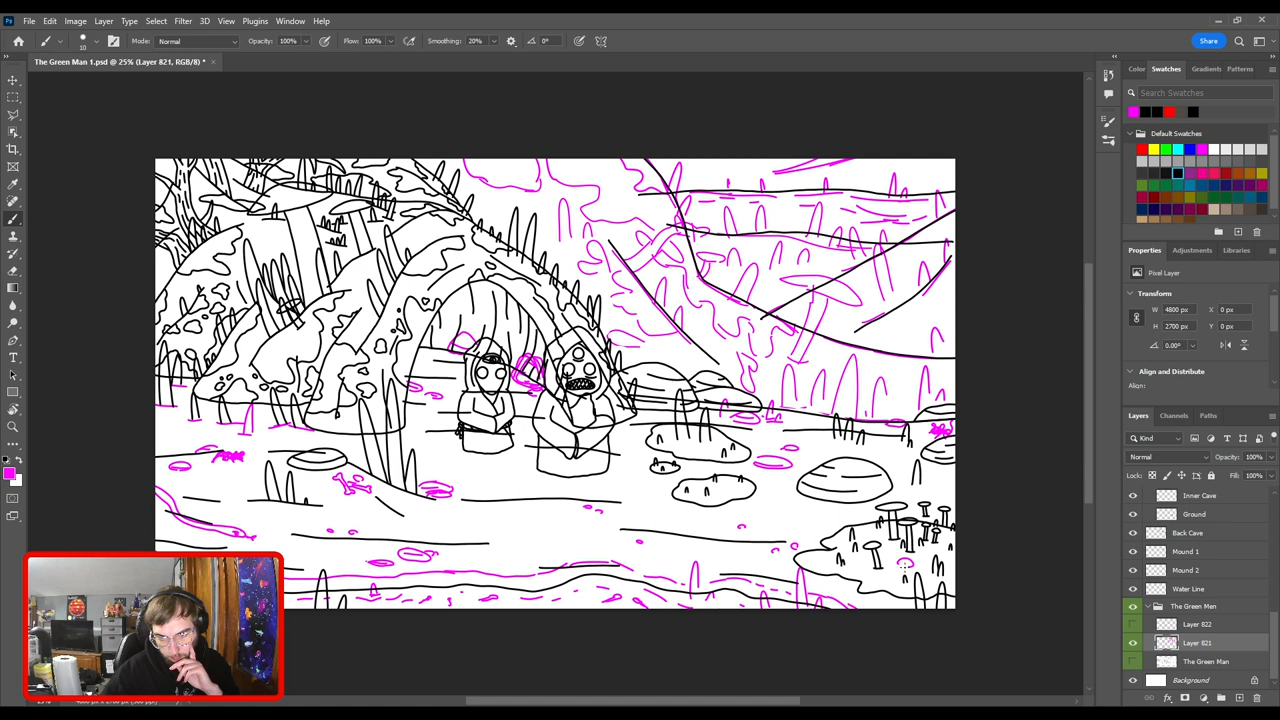 Ps File Edit Image Layer Type Select Filter 3D View Plugins Window Help
10 Mode: Normal Opacity: 100% Flow: 100% Smoothing: 20% 0° Share
The Green Man 1.psd @ 25% (Layer 821, RGB/8) *
Color Swatches Gradients Patterns
Search Swatches
Default Swatches
Properties Adjustments Libraries
Pixel Layer
Transform
W 4800 px X 0 px
H 2700 px Y 0 px
0.00°
Align and Distribute
Align:
Layers Channels Paths
Kind
Normal Opacity: 100%
Lock: Fill: 100%
Inner Cave
Ground
Back Cave
Mound 1
Mound 2
Water Line
The Green Men
Layer 822
Layer 821
The Green Man
Background